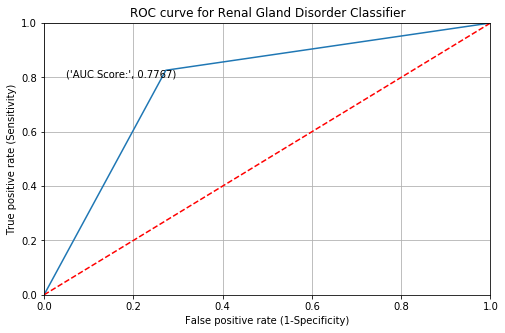 ROC curve for Renal Gland Disorder Classifier
1.0
0.8
0.6
0.4
0.2
0.0
True positive rate (Sensitivity)
('AUC Score:', 0.7767)
0.0 0.2 0.4 0.6 0.8 1.0
False positive rate (1-Specificity)